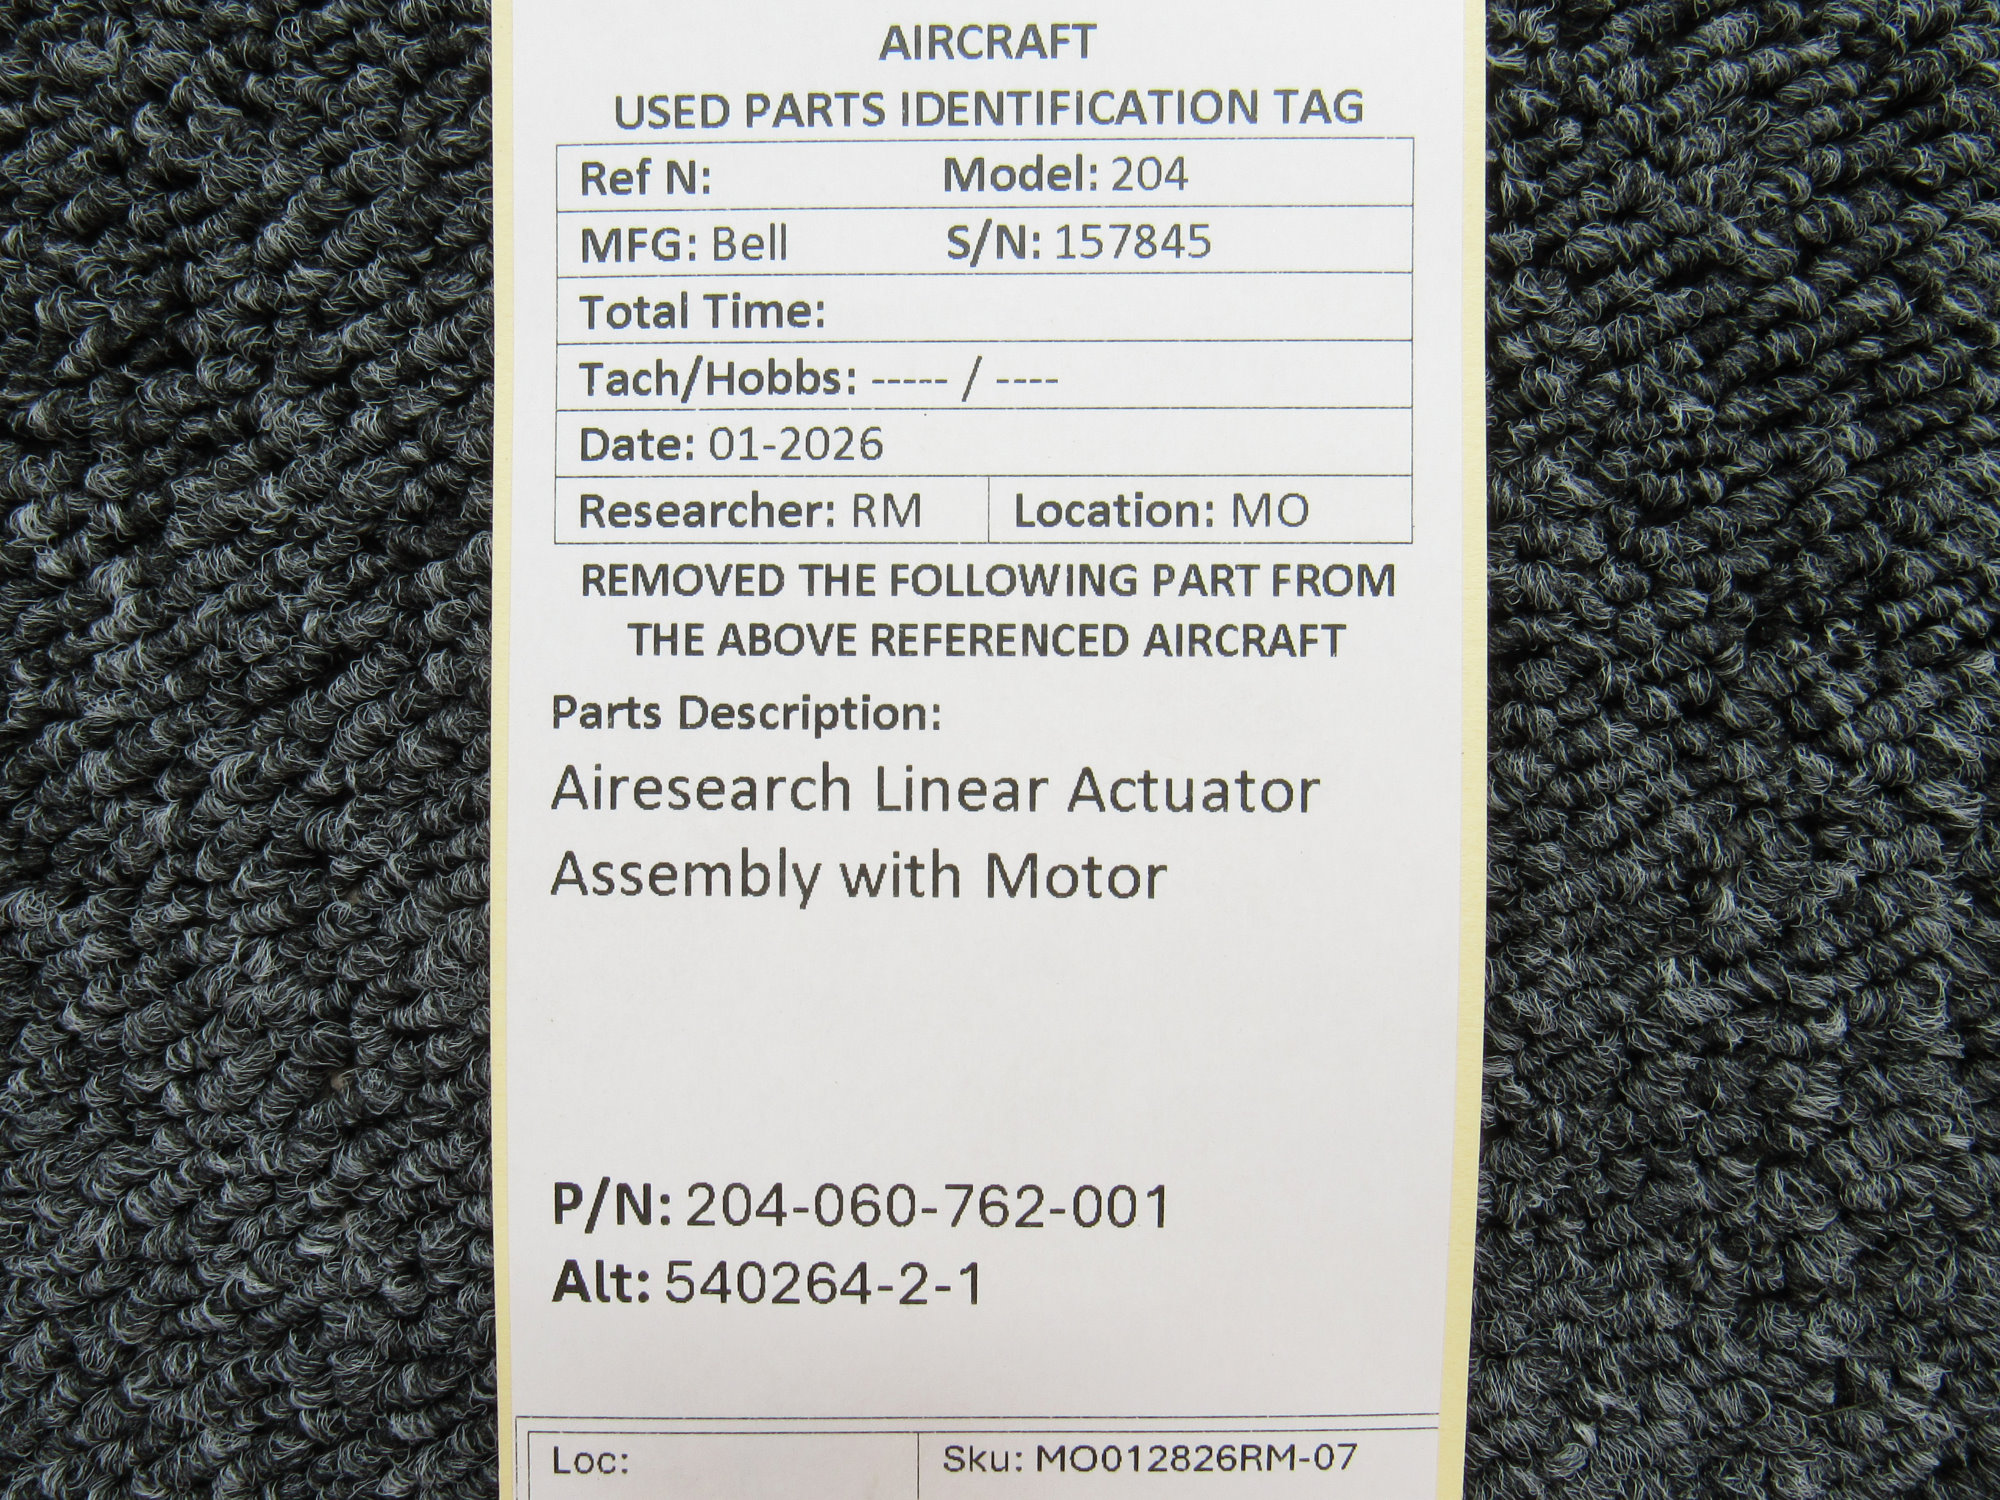 AIRCRAFT
USED PARTS IDENTIFICATION TAG
Ref N: Model: 204
MFG: Bell S/N: 157845
Total Time:
Tach/Hobbs: ----- / ----
Date: 01-2026
Researcher: RM Location: MO
REMOVED THE FOLLOWING PART FROM
THE ABOVE REFERENCED AIRCRAFT
Parts Description:
Airesearch Linear Actuator
Assembly with Motor
P/N: 204-060-762-001
Alt: 540264-2-1
Loc: Sku: MO012826RM-07